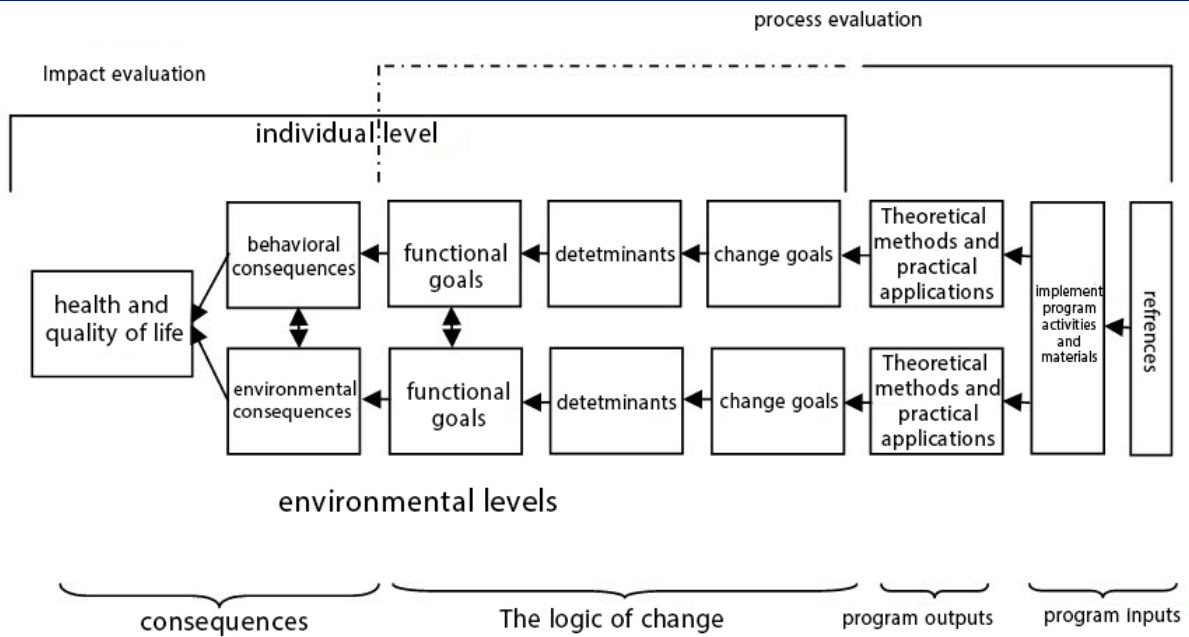 process evaluation
Impact evaluation
individual level
health and
quality of life
behavioral
consequences
functional
goals
detetminants
change goals
Theoretical
methods and
practical
applications
implement
program
activities
and
materials
refrences
environmental
consequences
functional
goals
detetminants
change goals
Theoretical
methods and
practical
applications
environmental levels
consequences
The logic of change
program outputs
program inputs